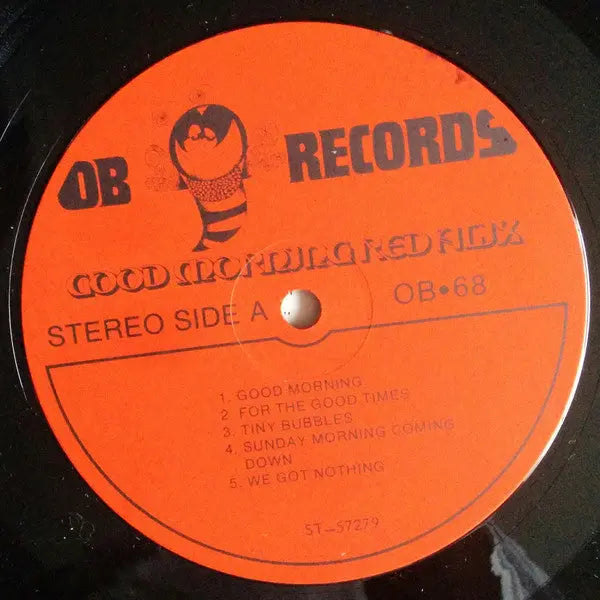 OB RECORDS
GOOD MORNING RED FILIX
STEREO SIDE A
OB•68
1. GOOD MORNING
2. FOR THE GOOD TIMES
3. TINY BUBBLES
4. SUNDAY MORNING COMING
DOWN
5. WE GOT NOTHING
ST-57279